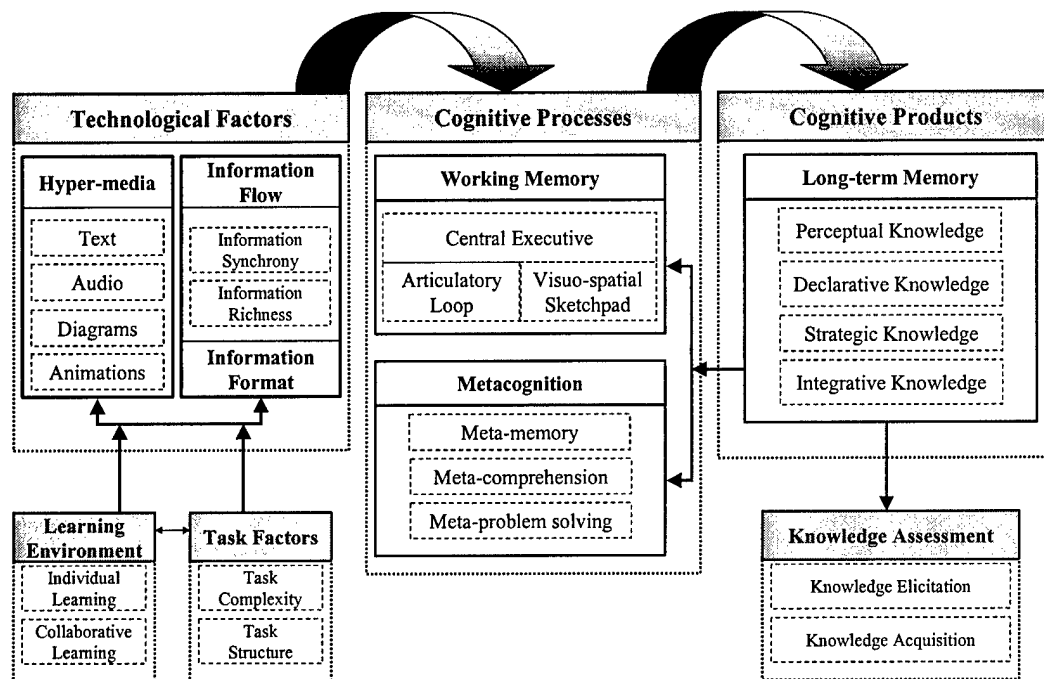 Technological Factors
Hyper-media
Text
Audio
Diagrams
Animations
Information
Flow
Information
Synchrony
Information
Richness
Information
Format
Learning
Environment
Individual
Learning
Collaborative
Learning
Task Factors
Task
Complexity
Task
Structure
Cognitive Processes
Working Memory
Central Executive
Articulatory
Loop
Visuo-spatial
Sketchpad
Metacognition
Meta-memory
Meta-comprehension
Meta-problem solving
Cognitive Products
Long-term Memory
Perceptual Knowledge
Declarative Knowledge
Strategic Knowledge
Integrative Knowledge
Knowledge Assessment
Knowledge Elicitation
Knowledge Acquisition